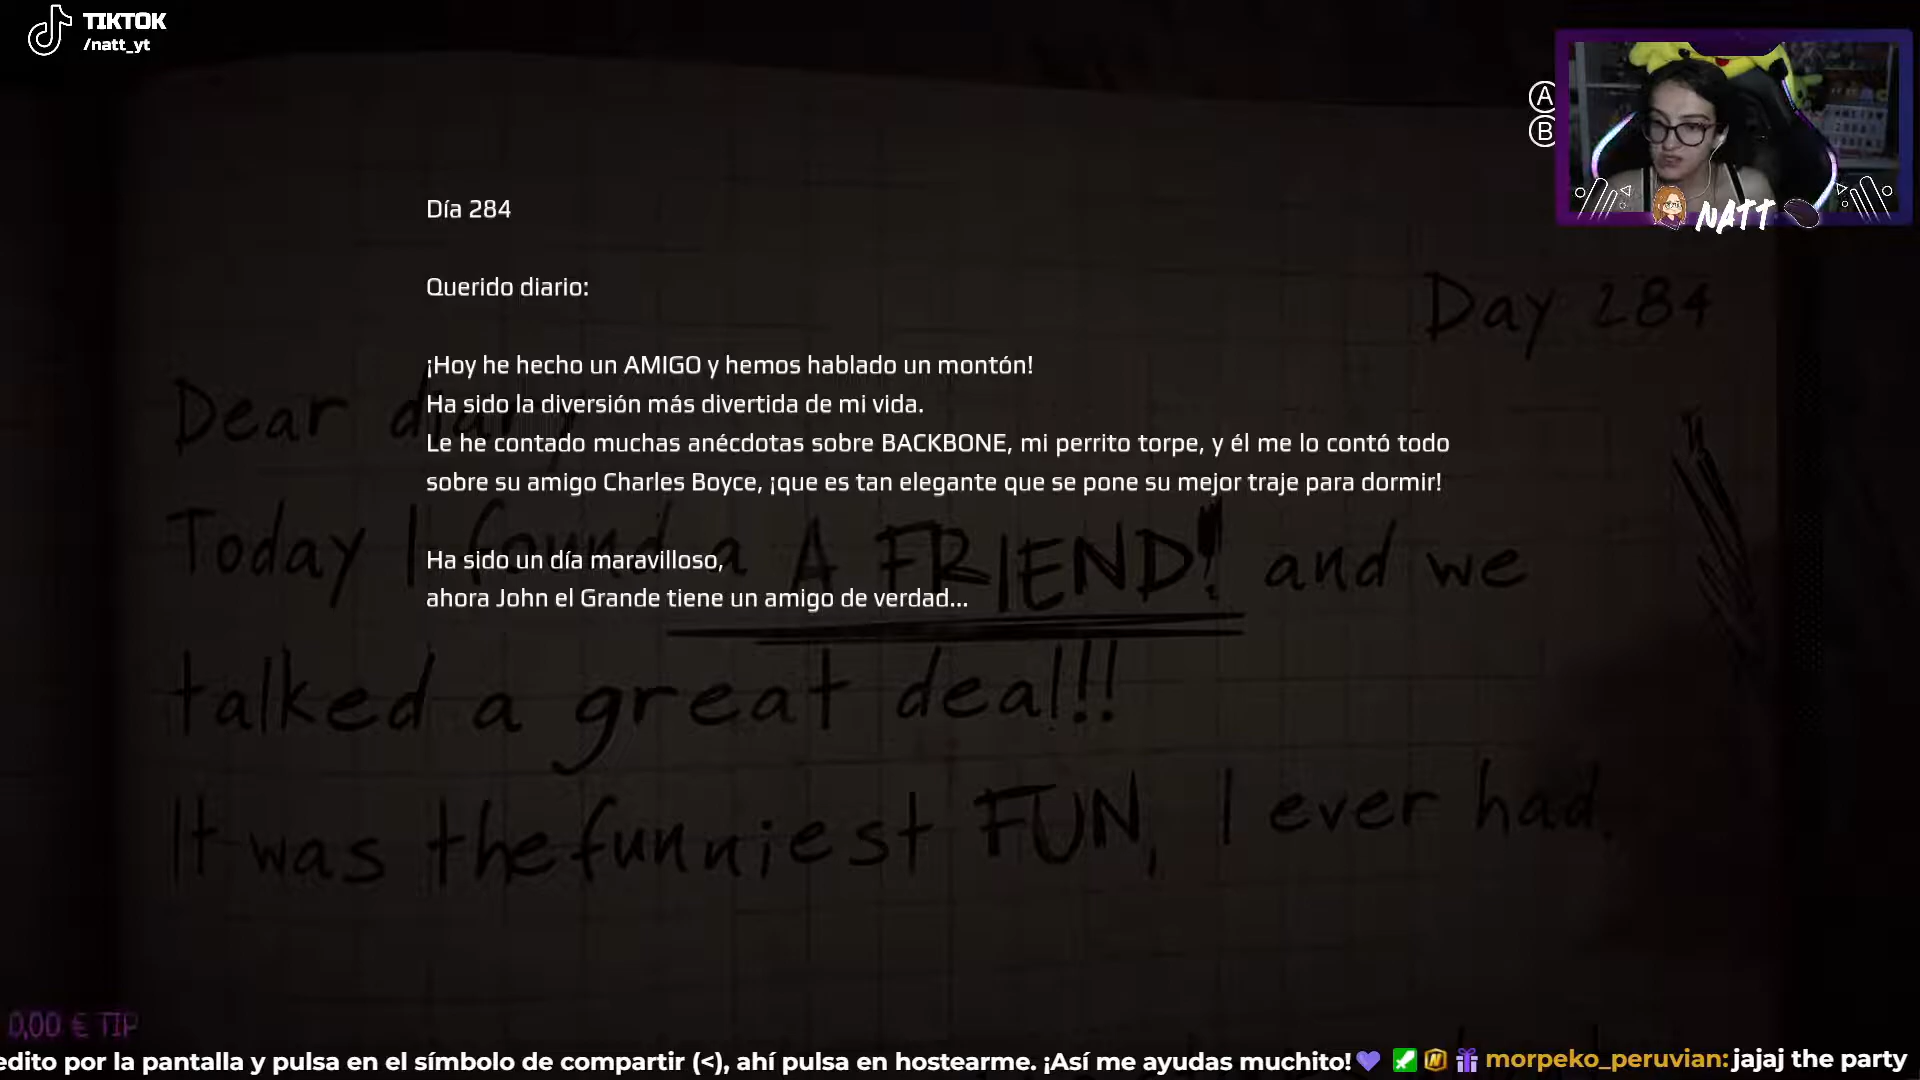 TIKTOK
/natt_yt
A
B
NATT
Día 284
Querido diario:
¡Hoy he hecho un AMIGO y hemos hablado un montón!
Ha sido la diversión más divertida de mi vida.
Le he contado muchas anécdotas sobre BACKBONE, mi perrito torpe, y él me lo contó todo
sobre su amigo Charles Boyce, ¡que es tan elegante que se pone su mejor traje para dormir!
Ha sido un día maravilloso,
ahora John el Grande tiene un amigo de verdad...
Day 284
Dear diary
Today I found a A FRIEND! and we
talked a great deal!!
It was the funniest FUN, I ever had.
0,00 € TIP
edito por la pantalla y pulsa en el símbolo de compartir (<), ahí pulsa en hostearme. ¡Así me ayudas muchito! morpeko_peruvian: jajaj the party